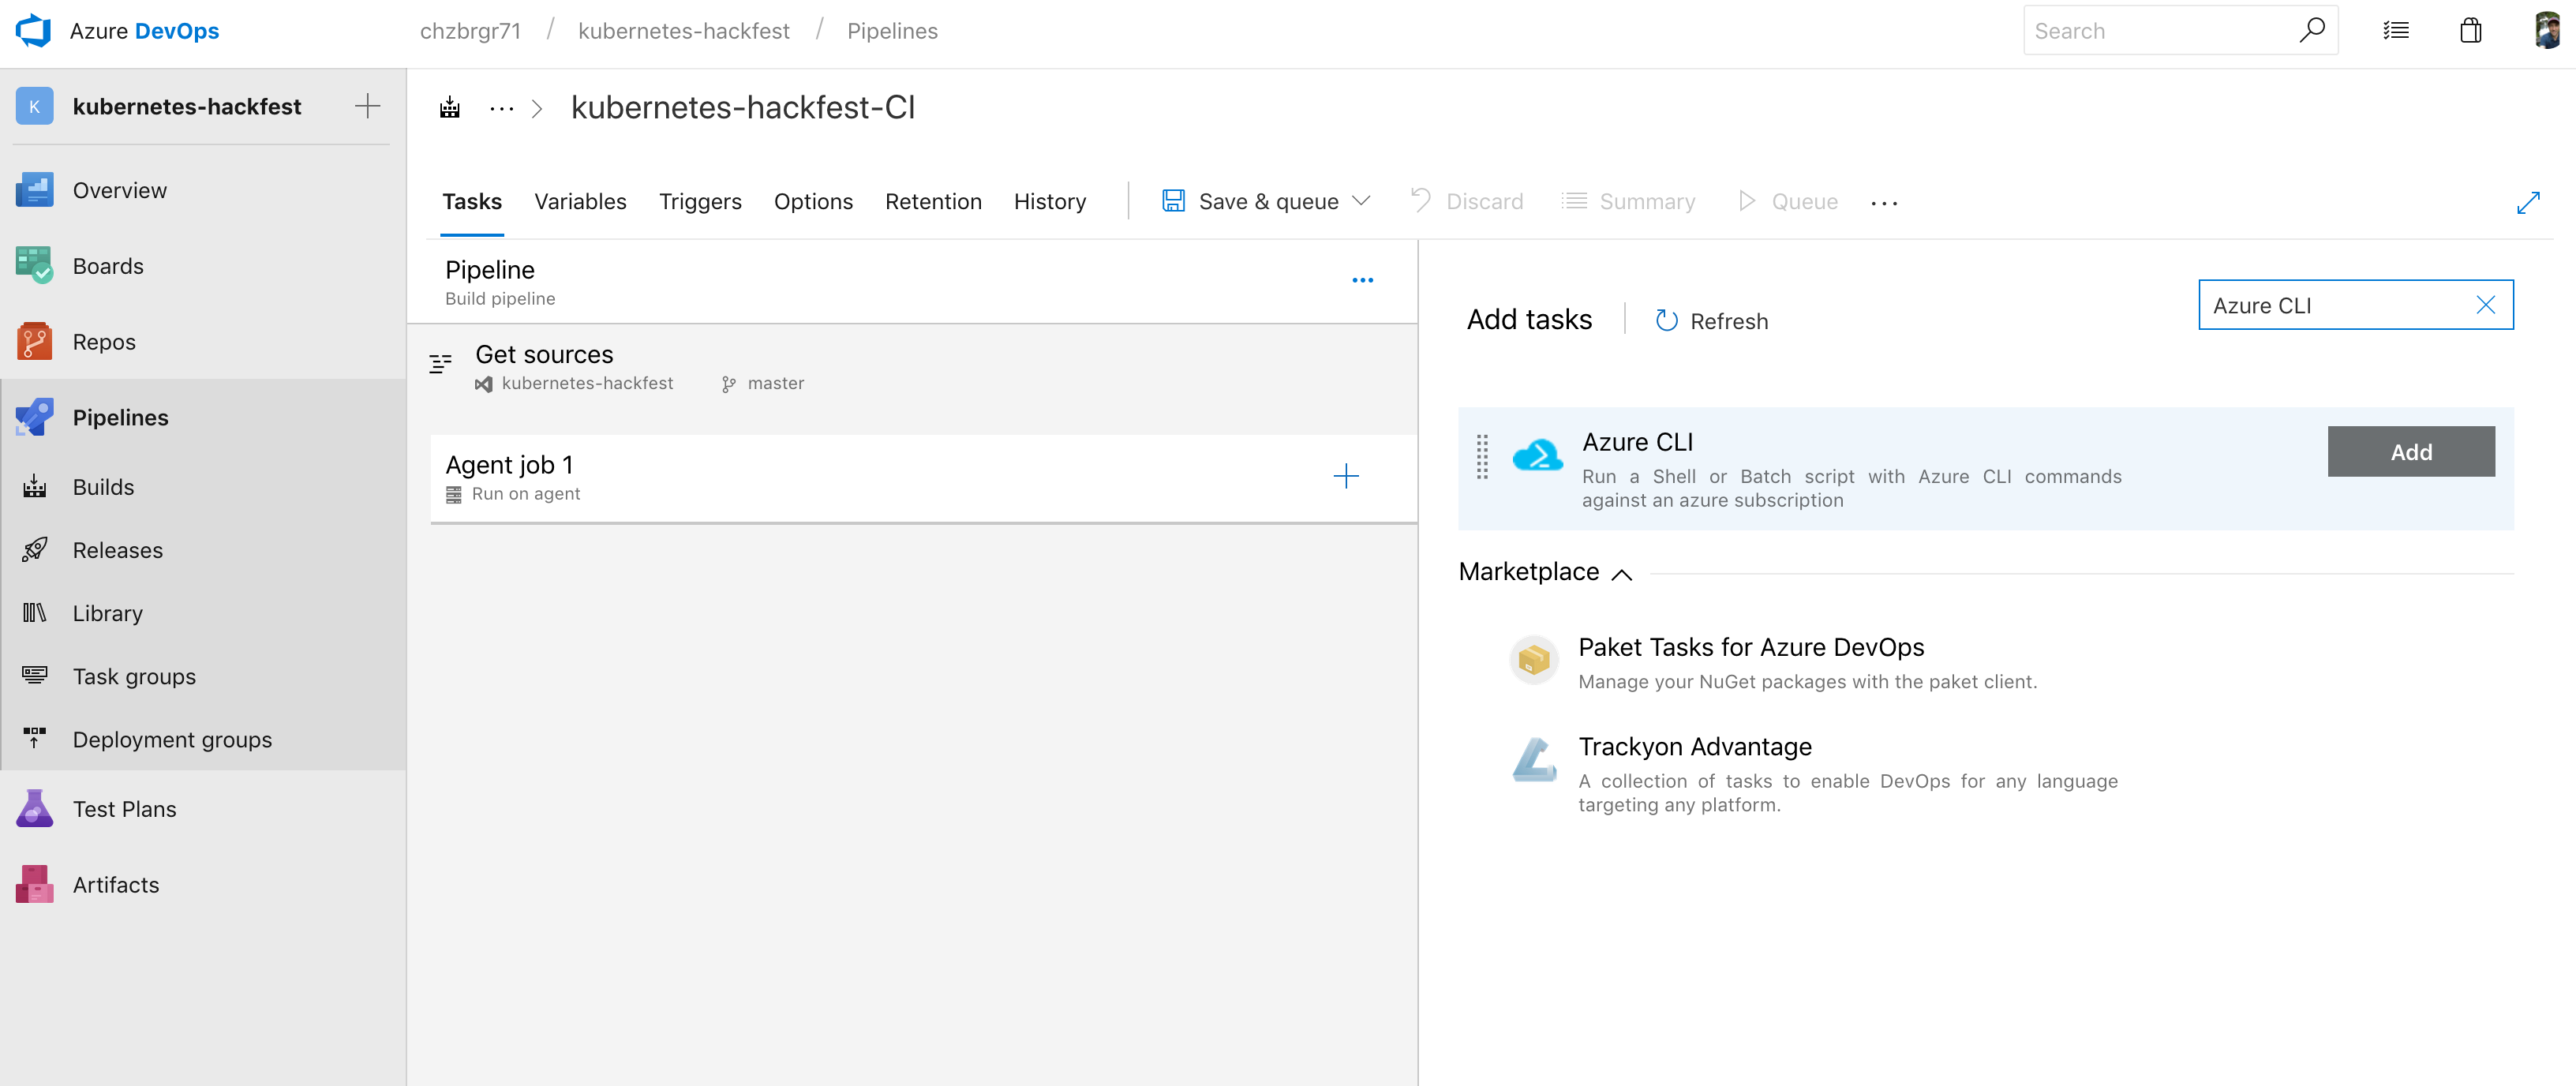 Azure DevOps
chzbrgr71 / kubernetes-hackfest / Pipelines
Search
K kubernetes-hackfest
Overview
Boards
Repos
Pipelines
Builds
Releases
Library
Task groups
Deployment groups
Test Plans
Artifacts
... > kubernetes-hackfest-CI
Tasks Variables Triggers Options Retention History Save & queue Discard Summary Queue ...
Pipeline
Build pipeline
Get sources
kubernetes-hackfest master
Agent job 1
Run on agent
Add tasks Refresh Azure CLI
Azure CLI
Run a Shell or Batch script with Azure CLI commands
against an azure subscription
Add
Marketplace
Paket Tasks for Azure DevOps
Manage your NuGet packages with the paket client.
Trackyon Advantage
A collection of tasks to enable DevOps for any language
targeting any platform.